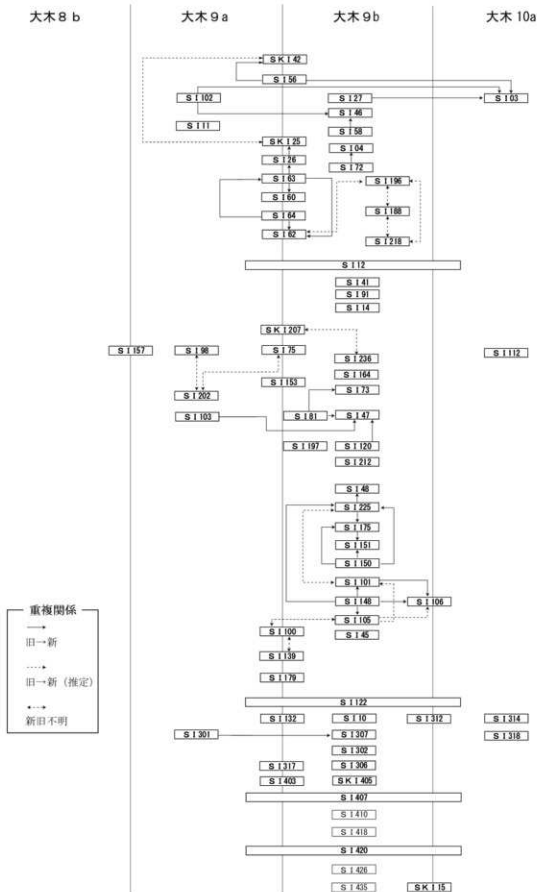 大木8b 大木9a 大木9b 大木10a
SKI42
SI56
SI102 SI27 SI03
SI46
SI11
SI58
SKI25
SI04
SI26
SI72
SI63 SI196
SI60
SI64 SI188
SI62
SI218
SI12
SI41
SI91
SI14
SKI207
SI157 SI98 SI75 SI112
SI236
SI164
SI153
SI73
SI202
SI103 SI81 SI47
SI197 SI120
SI212
SI48
SI225
SI175
SI151
SI150
SI101
SI148 SI106
SI105
SI100
SI45
SI139
SI179
SI122
SI132 SI10 SI312 SI314
SI301 SI307 SI318
SI302
SI317 SI306
SI403 SKI405
SI407
SI410
SI418
SI420
SI426
SI435 SKI15
重複関係
旧→新
旧→新(推定)
新旧不明